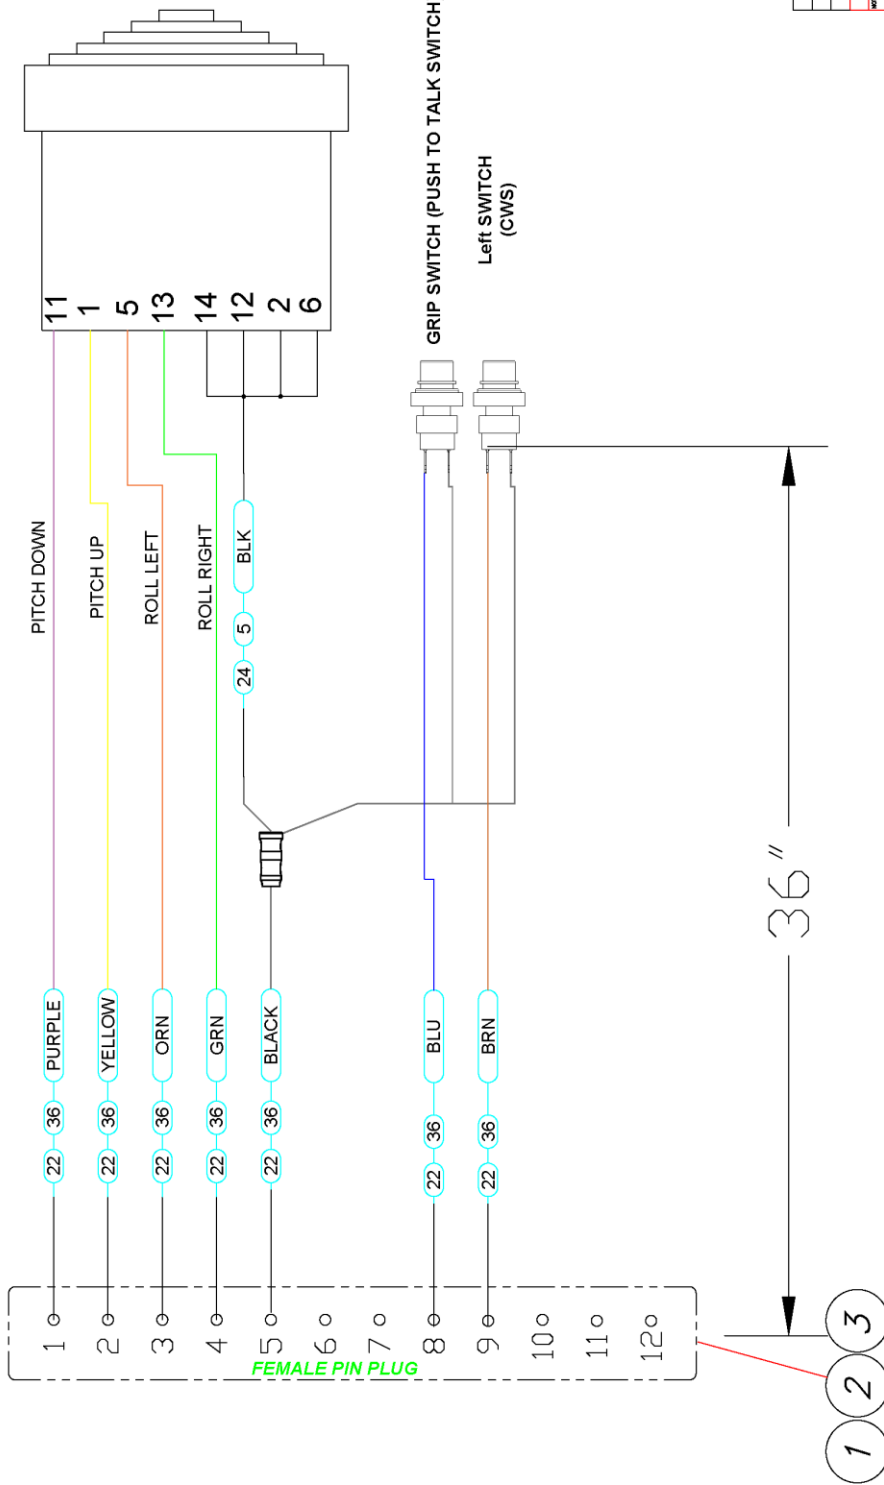 11
1
5
13
14
12
2
6
GRIP SWITCH (PUSH TO TALK SWITCH
Left SWITCH
(CWS)
PITCH DOWN
PITCH UP
ROLL LEFT
ROLL RIGHT
BLK
5
24
PURPLE
36
22
YELLOW
36
22
ORN
36
22
GRN
36
22
BLACK
36
22
BLU
36
22
BRN
36
22
36"
1
2
3
4
5
6
7
8
9
10
11
12
FEMALE PIN PLUG
1
2
3